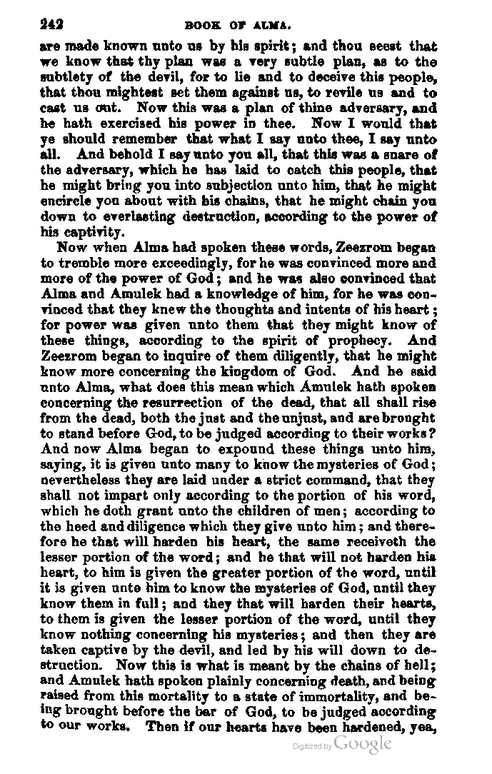 242 BOOK OF ALMA.
are made known unto us by his spirit; and thou seest that
we know that thy plan was a very subtle plan, as to the
subtlety of the devil, for to lie and to deceive this people,
that thou mightest set them against us, to revile us and to
cast us out. Now this was a plan of thine adversary, and
he hath exercised his power in thee. Now I would that
ye should remember that what I say unto thee, I say unto
all. And behold I say unto you all, that this was a snare of
the adversary, which he has laid to catch this people, that
he might bring you into subjection unto him, that he might
encircle you about with his chains, that he might chain you
down to everlasting destruction, according to the power of
his captivity.
Now when Alma had spoken these words, Zeezrom began
to tremble more exceedingly, for he was convinced more and
more of the power of God; and he was also convinced that
Alma and Amulek had a knowledge of him, for he was con-
vinced that they knew the thoughts and intents of his heart;
for power was given unto them that they might know of
these things, according to the spirit of prophecy. And
Zeezrom began to inquire of them diligently, that he might
know more concerning the kingdom of God. And he said
unto Alma, what does this mean which Amulek hath spoken
concerning the resurrection of the dead, that all shall rise
from the dead, both the just and the unjust, and are brought
to stand before God, to be judged according to their works?
And now Alma began to expound these things unto him,
saying, it is given unto many to know the mysteries of God;
nevertheless they are laid under a strict command, that they
shall not impart only according to the portion of his word,
which he doth grant unto the children of men; according to
the heed and diligence which they give unto him; and there-
fore he that will harden his heart, the same receiveth the
lesser portion of the word; and he that will not harden his
heart, to him is given the greater portion of the word, until
it is given unto him to know the mysteries of God, until they
know them in full; and they that will harden their hearts,
to them is given the lesser portion of the word, until they
know nothing concerning his mysteries; and then they are
taken captive by the devil, and led by his will down to de-
struction. Now this is what is meant by the chains of hell;
and Amulek hath spoken plainly concerning death, and being
raised from this mortality to a state of immortality, and be-
ing brought before the bar of God, to be judged according
to our works. Then if our hearts have been hardened, yea,
Digitized by Google